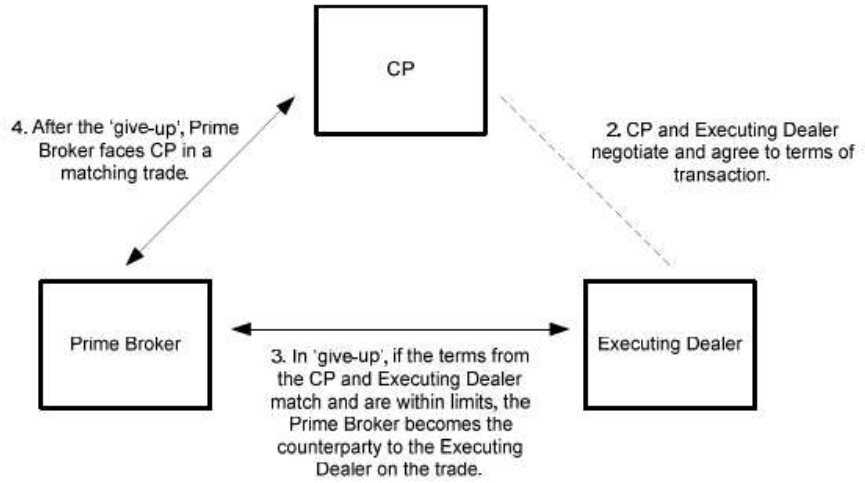 CP
4. After the 'give-up', Prime
Broker faces CP in a
matching trade.
2. CP and Executing Dealer
negotiate and agree to terms of
transaction.
Prime Broker
Executing Dealer
3. In 'give-up', if the terms from
the CP and Executing Dealer
match and are within limits, the
Prime Broker becomes the
counterparty to the Executing
Dealer on the trade.